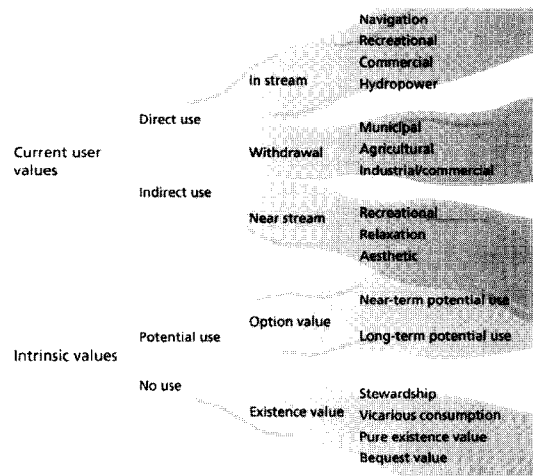 Navigation
Recreational
Commercial
Hydropower
In stream
Direct use
Municipal
Agricultural
Industrial/commercial
Withdrawal
Current user
values
Indirect use
Near stream
Recreational
Relaxation
Aesthetic
Near-term potential use
Option value
Long-term potential use
Potential use
Intrinsic values
No use
Existence value
Stewardship
Vicarious consumption
Pure existence value
Bequest value